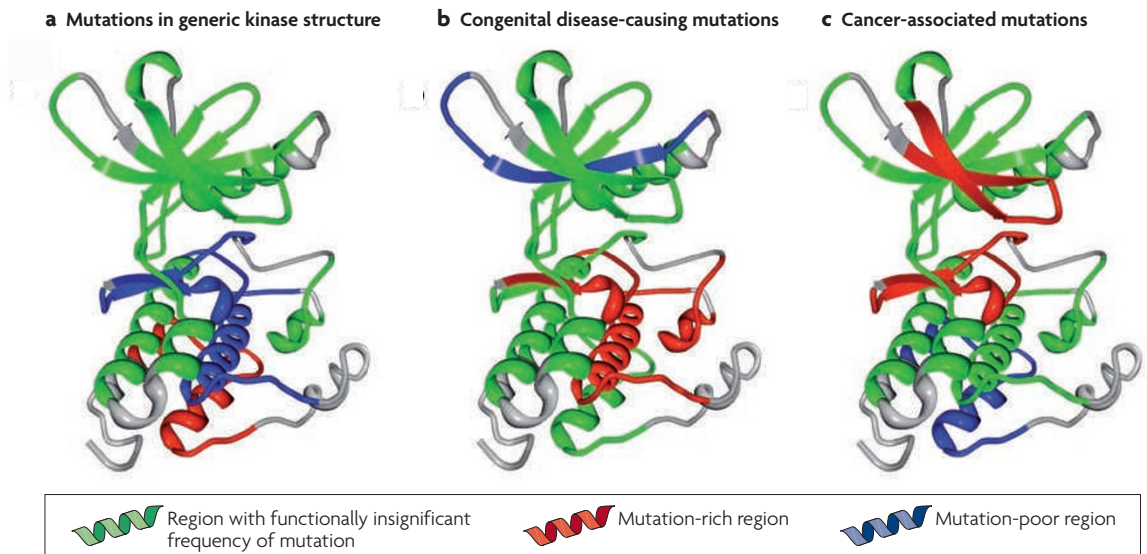 a Mutations in generic kinase structure
b Congenital disease-causing mutations
c Cancer-associated mutations
Region with functionally insignificant
frequency of mutation
Mutation-rich region
Mutation-poor region